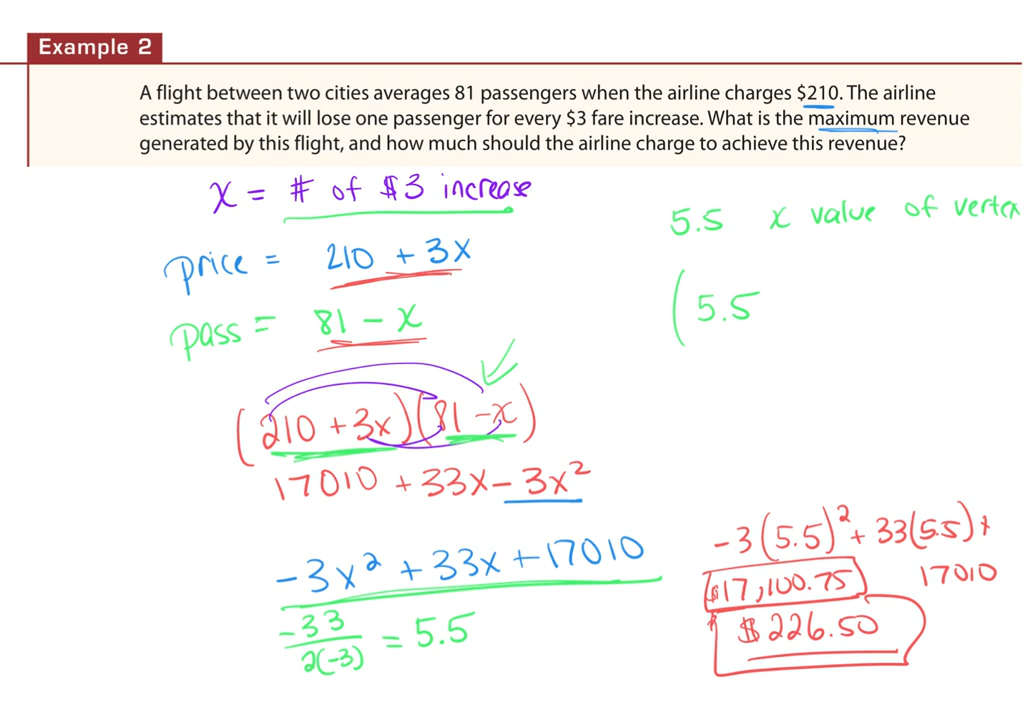 Example 2
A flight between two cities averages 81 passengers when the airline charges $210. The airline
estimates that it will lose one passenger for every $3 fare increase. What is the maximum revenue
generated by this flight, and how much should the airline charge to achieve this revenue?
x = # of $3 increase
price = 210 + 3x
pass = 81 - x
(210 + 3x)(81 - x)
17010 + 33x - 3x²
-3x² + 33x + 17010
-33/2(-3) = 5.5
5.5 x value of vertex
(5.5
-3(5.5)² + 33(5.5) +
17010
$17,100.75
$226.50